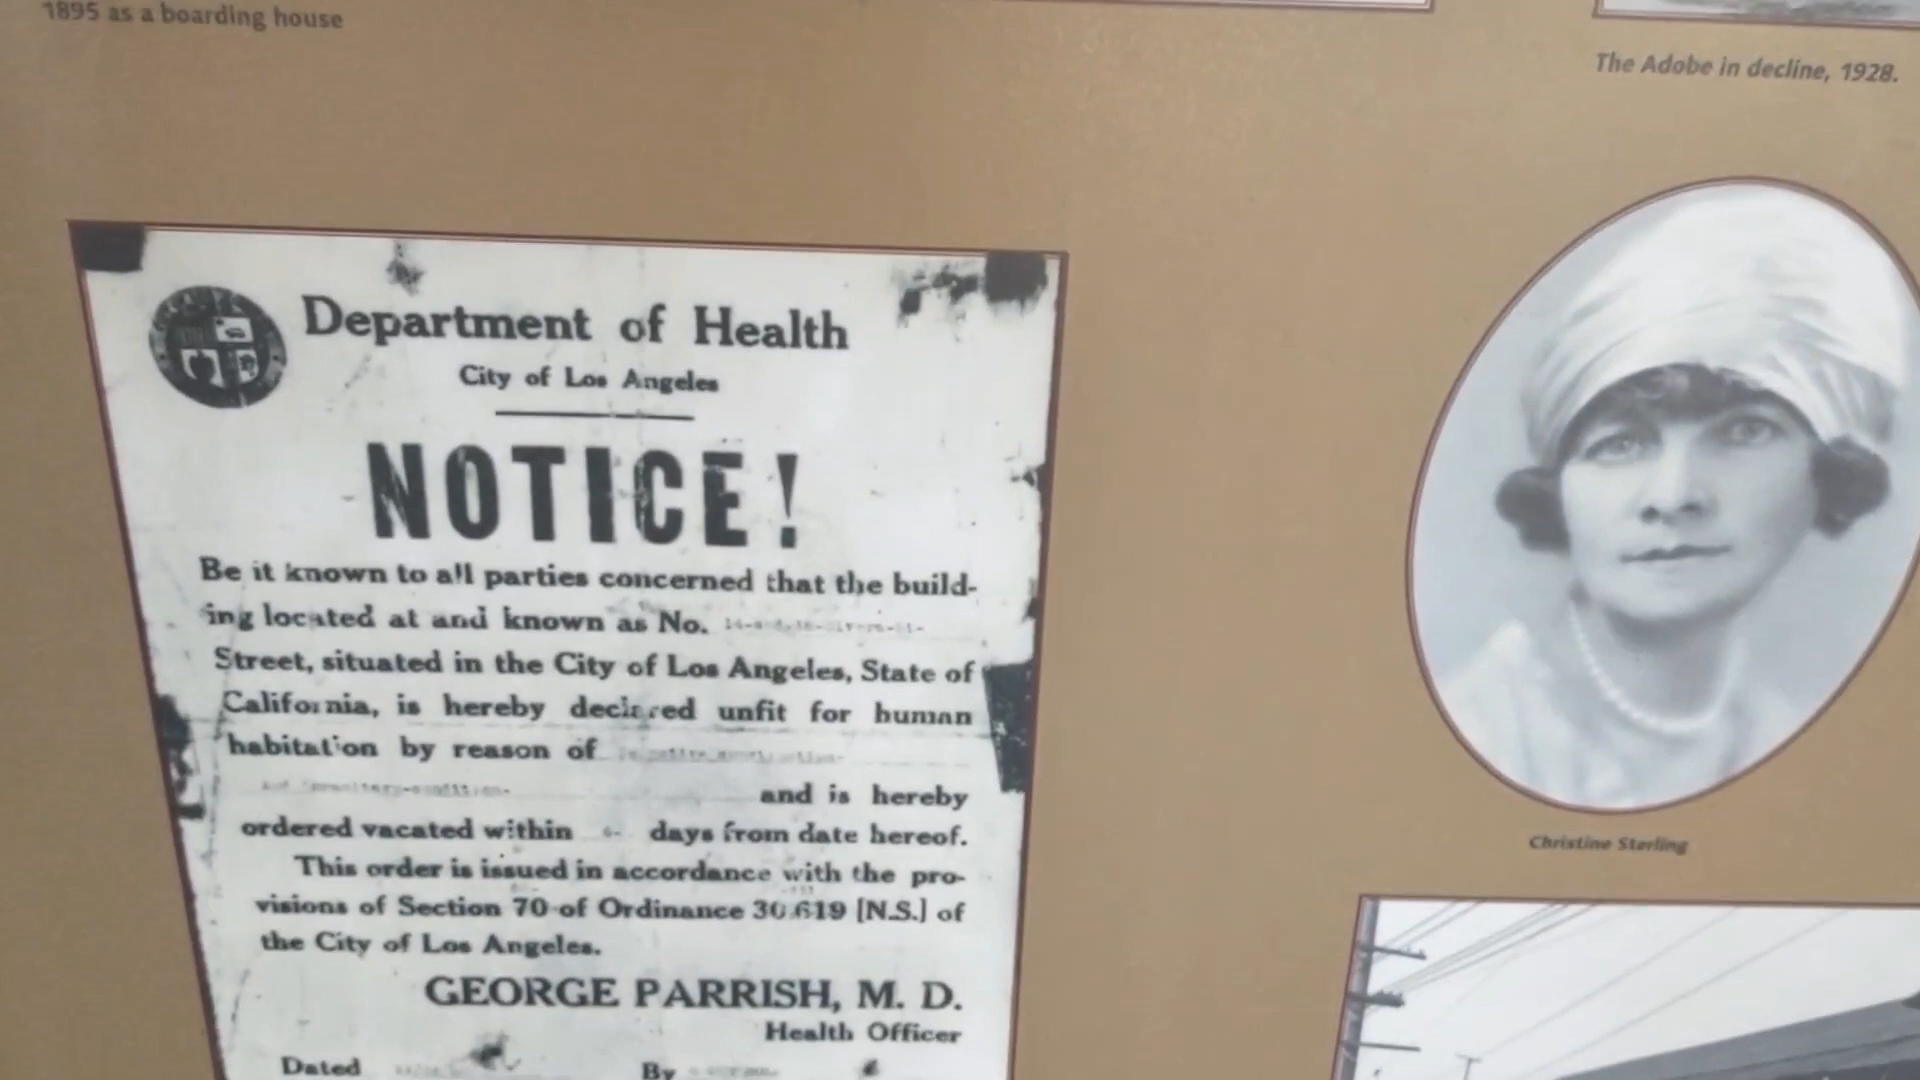 1895 as a boarding house
The Adobe in decline, 1928.
Department of Health
City of Los Angeles
NOTICE!
Be it known to all parties concerned that the build-
ing located at and known as No.
Street, situated in the City of Los Angeles, State of
California, is hereby declared unfit for human
habitation by reason of
and is hereby
ordered vacated within days from date hereof.
This order is issued in accordance with the pro-
visions of Section 70 of Ordinance 30.619 [N.S.] of
the City of Los Angeles.
GEORGE PARRISH, M. D.
Health Officer
Dated By
Christine Sterling